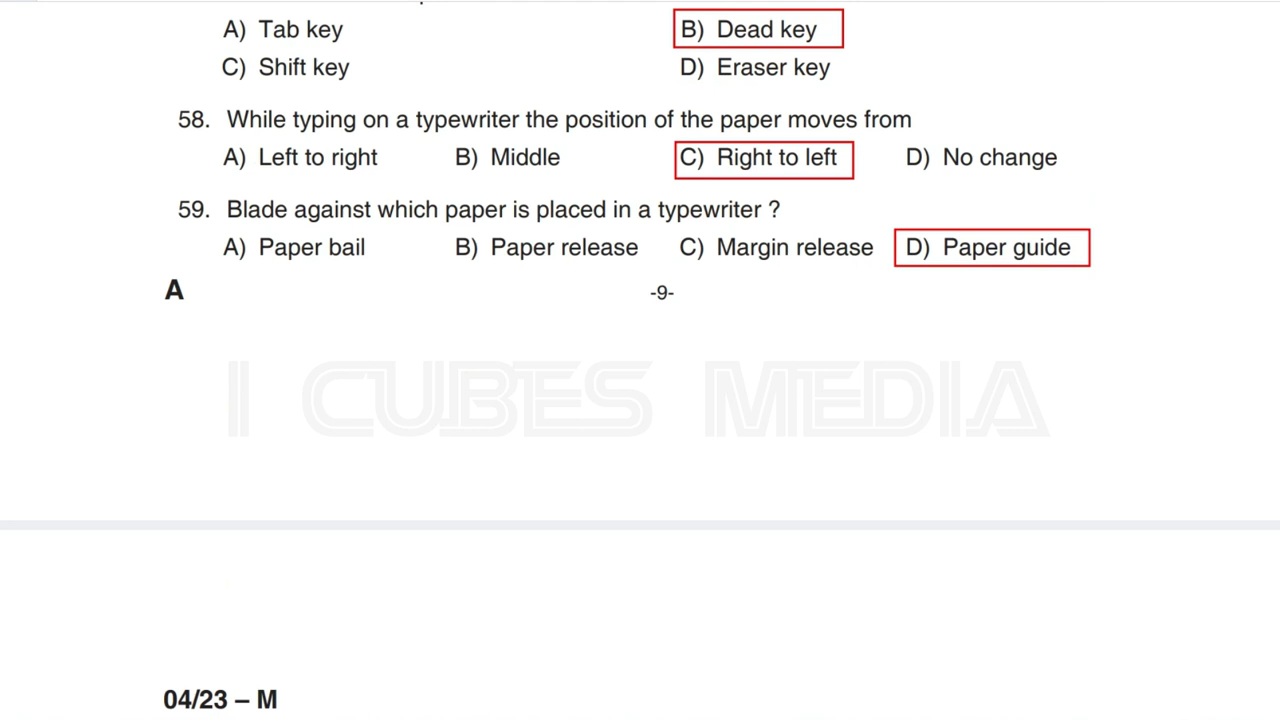 A) Tab key B) Dead key
C) Shift key D) Eraser key
58. While typing on a typewriter the position of the paper moves from
A) Left to right B) Middle C) Right to left D) No change
59. Blade against which paper is placed in a typewriter ?
A) Paper bail B) Paper release C) Margin release D) Paper guide
A -9-
I CUBES MEDIA
04/23 – M